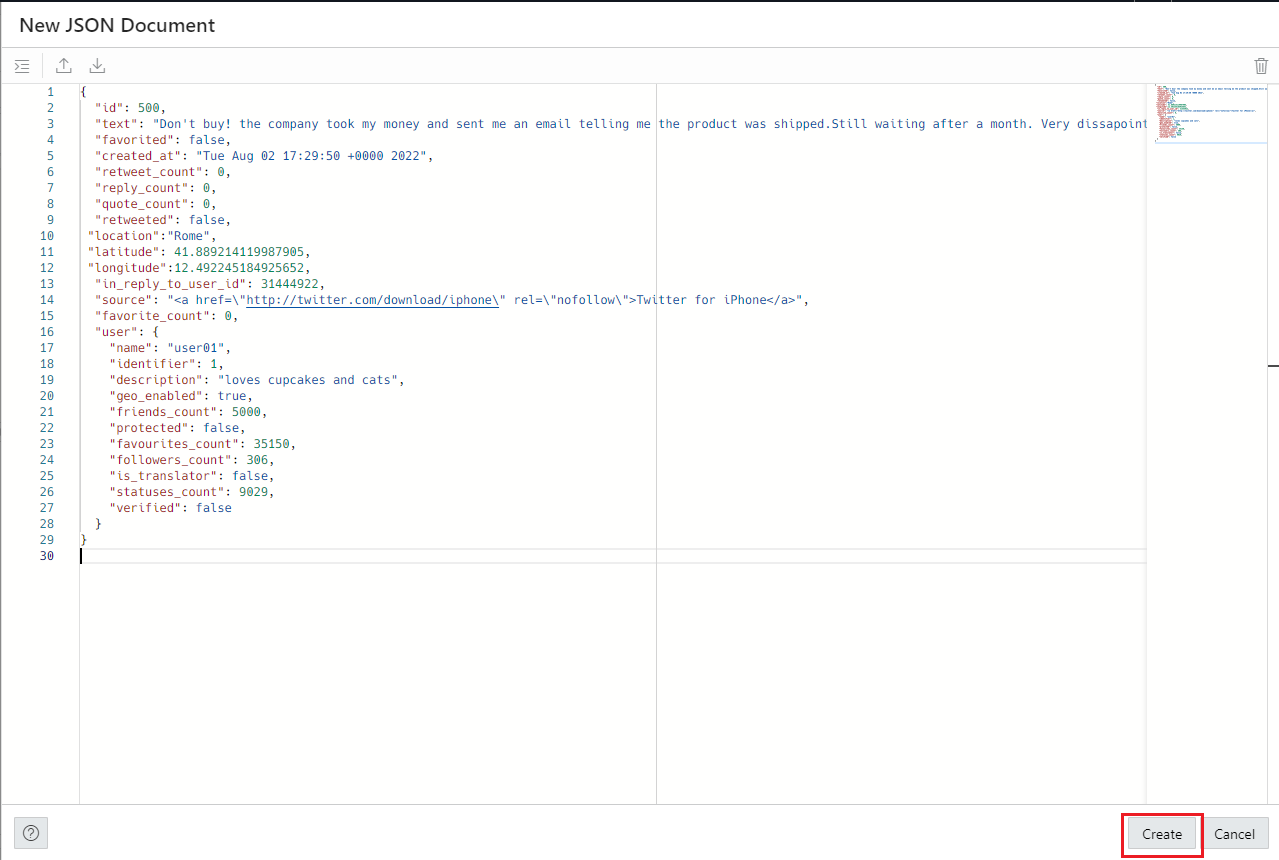 New JSON Document
1 {
2 "id": 500,
3 "text": "Don't buy! the company took my money and sent me an email telling me the product was shipped.Still waiting after a month. Very dissapoint
4 "favorited": false,
5 "created_at": "Tue Aug 02 17:29:50 +0000 2022",
6 "retweet_count": 0,
7 "reply_count": 0,
8 "quote_count": 0,
9 "retweeted": false,
10 "location":"Rome",
11 "latitude": 41.889214119987905,
12 "longitude":12.492245184925652,
13 "in_reply_to_user_id": 31444922,
14 "source": "<a href=\"http://twitter.com/download/iphone\" rel=\"nofollow\">Twitter for iPhone</a>",
15 "favorite_count": 0,
16 "user": {
17 "name": "user01",
18 "identifier": 1,
19 "description": "loves cupcakes and cats",
20 "geo_enabled": true,
21 "friends_count": 5000,
22 "protected": false,
23 "favourites_count": 35150,
24 "followers_count": 306,
25 "is_translator": false,
26 "statuses_count": 9029,
27 "verified": false
28 }
29 }
30
Create Cancel